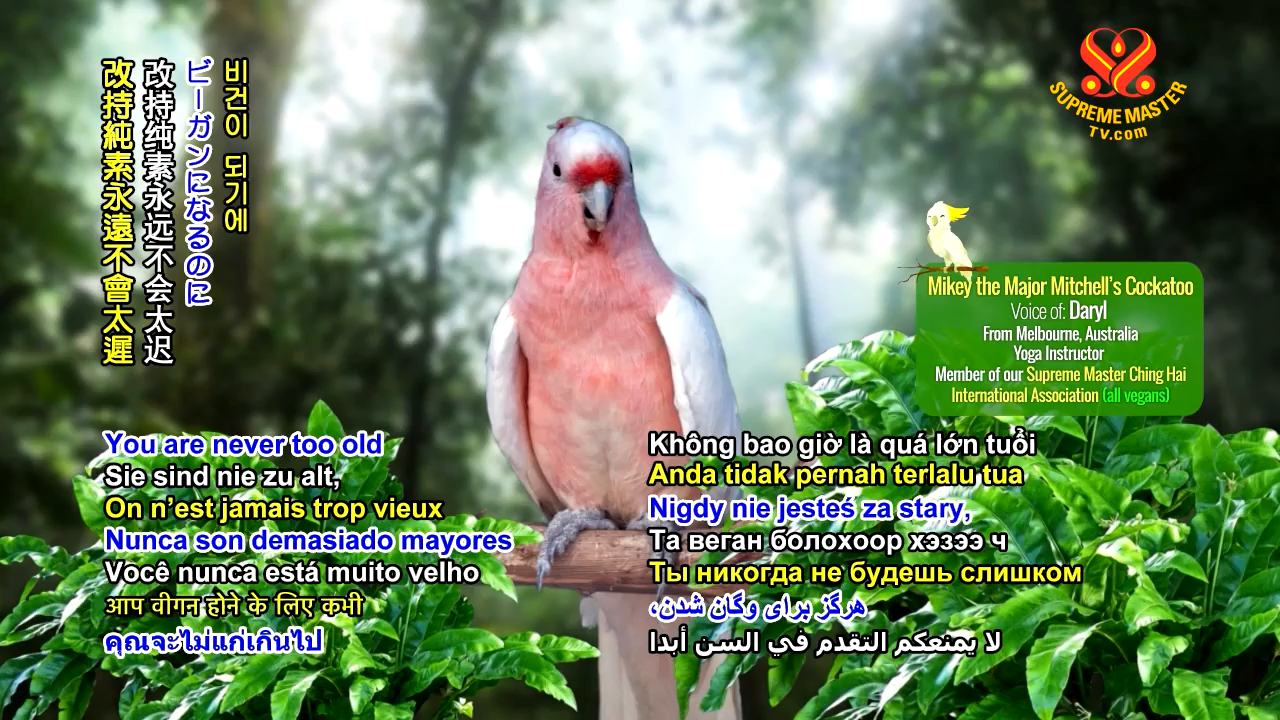 改持純素永遠不會太遲
改持纯素永远不会太迟
ビーガンになるのに
비건이 되기에
SUPREME MASTER
TV.com
Mikey the Major Mitchell's Cockatoo
Voice of: Daryl
From Melbourne, Australia
Yoga Instructor
Member of our Supreme Master Ching Hai
International Association (all vegans)
You are never too old
Sie sind nie zu alt,
On n'est jamais trop vieux
Nunca son demasiado mayores
Você nunca está muito velho
आप वीगन होने के लिए कभी
คุณจะไม่แก่เกินไป
Không bao giờ là quá lớn tuổi
Anda tidak pernah terlalu tua
Nigdy nie jesteś za stary,
Та веган болохоор хэзээ ч
Ты никогда не будешь слишком
هرگز برای وگان شدن،
لا يمنعكم التقدم في السن أبدا